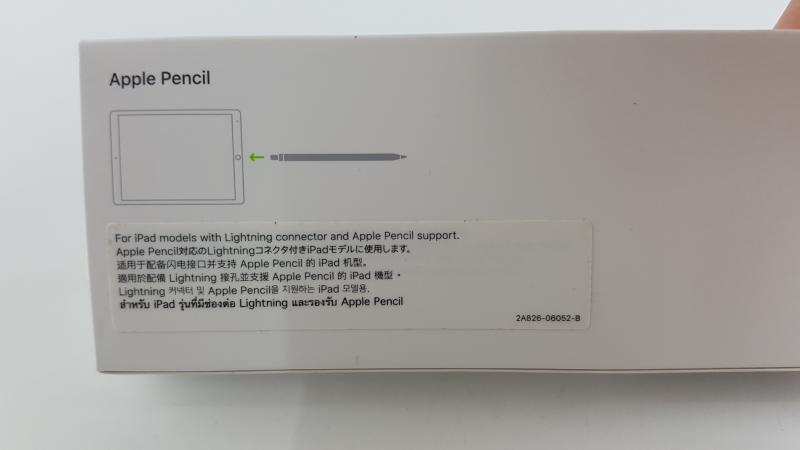 Apple Pencil
For iPad models with Lightning connector and Apple Pencil support.
Apple Pencil対応のLightningコネクタ付きiPadモデルに使用します。
适用于配备闪电接口并支持 Apple Pencil 的 iPad 机型。
適用於配備 Lightning 接孔並支援 Apple Pencil 的 iPad 機型。
Lightning 커넥터 및 Apple Pencil을 지원하는 iPad 모델용.
สำหรับ iPad รุ่นที่มีช่องต่อ Lightning และรองรับ Apple Pencil
2A826-06052-B